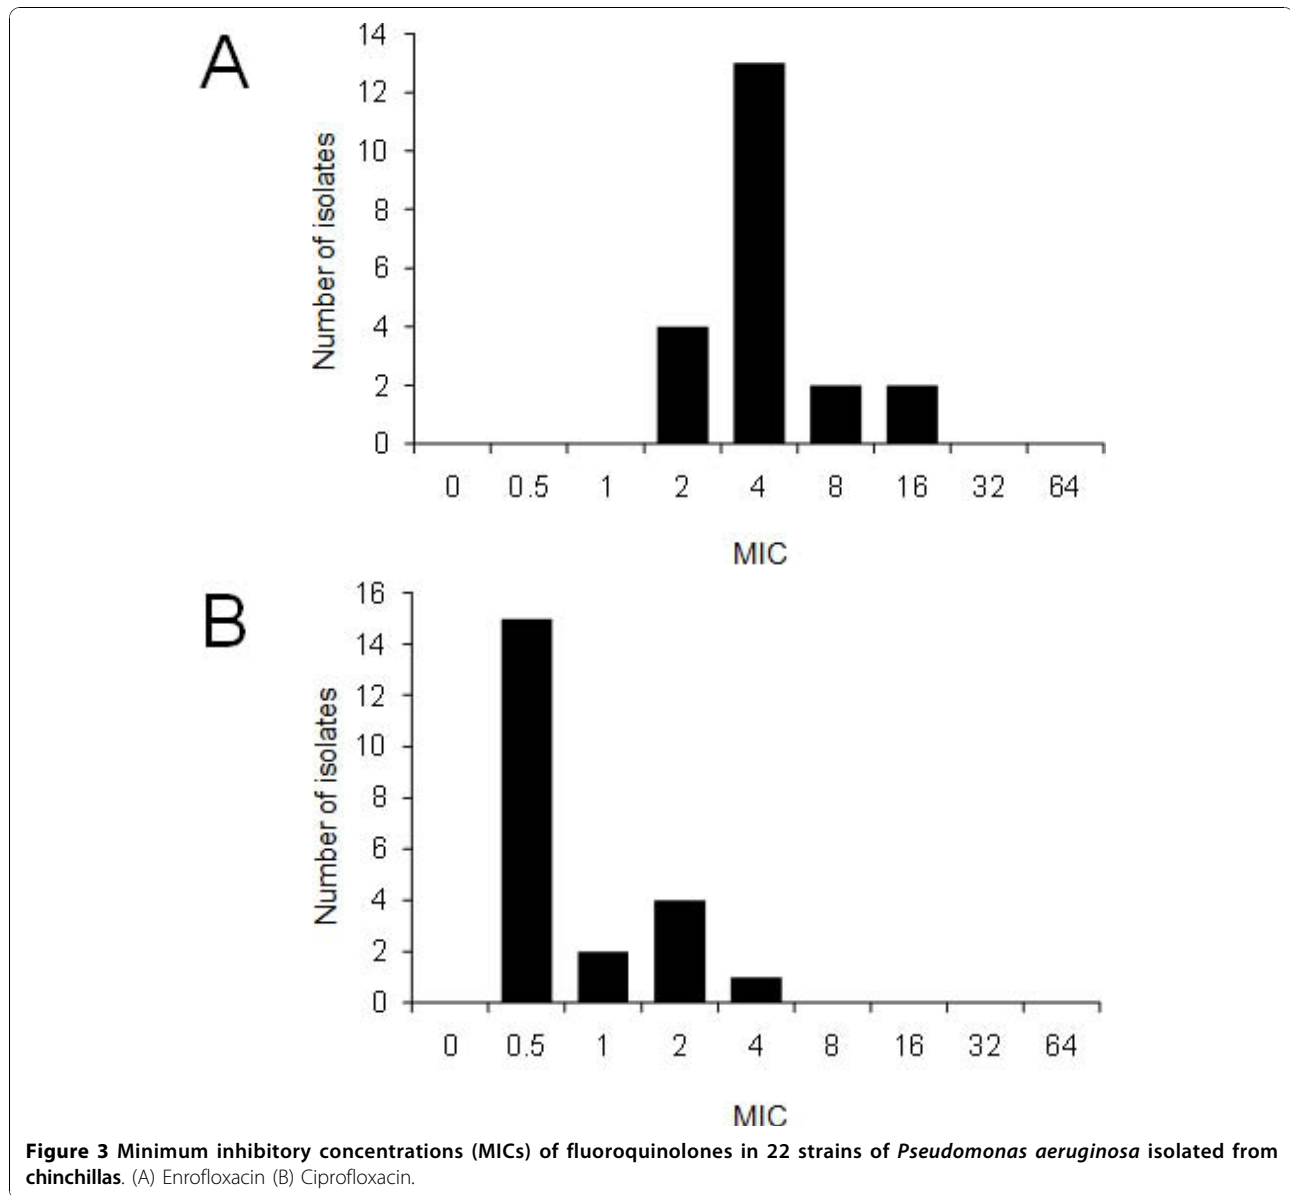 A
14
12
10
8
6
4
2
0
Number of isolates
0 0.5 1 2 4 8 16 32 64
MIC
B
16
14
12
10
8
6
4
2
0
Number of isolates
0 0.5 1 2 4 8 16 32 64
MIC
Figure 3 Minimum inhibitory concentrations (MICs) of fluoroquinolones in 22 strains of Pseudomonas aeruginosa isolated from
chinchillas. (A) Enrofloxacin (B) Ciprofloxacin.